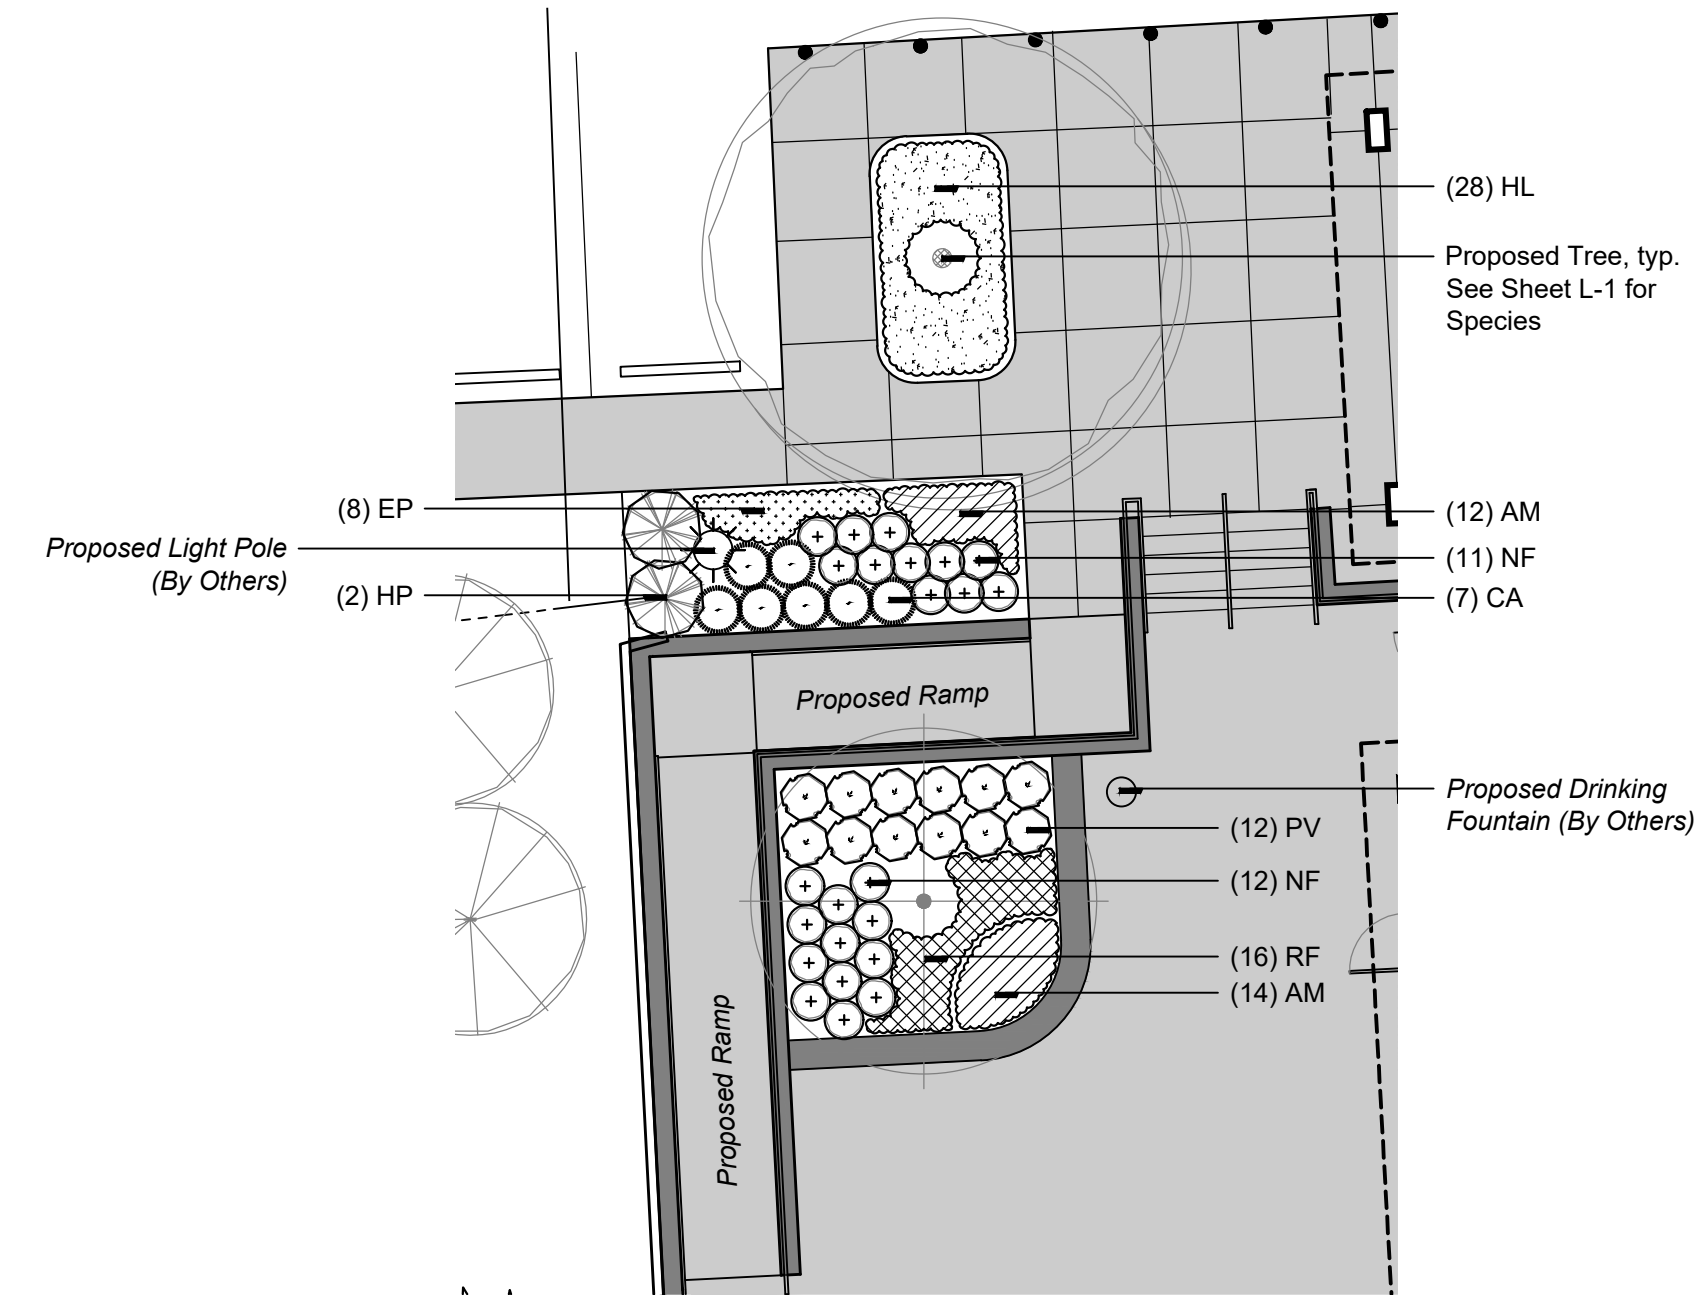 (28) HL
Proposed Tree, typ.
See Sheet L-1 for
Species
(8) EP
Proposed Light Pole
(By Others)
(2) HP
(12) AM
(11) NF
(7) CA
Proposed Ramp
Proposed Drinking
Fountain (By Others)
(12) PV
(12) NF
(16) RF
(14) AM
Proposed Ramp